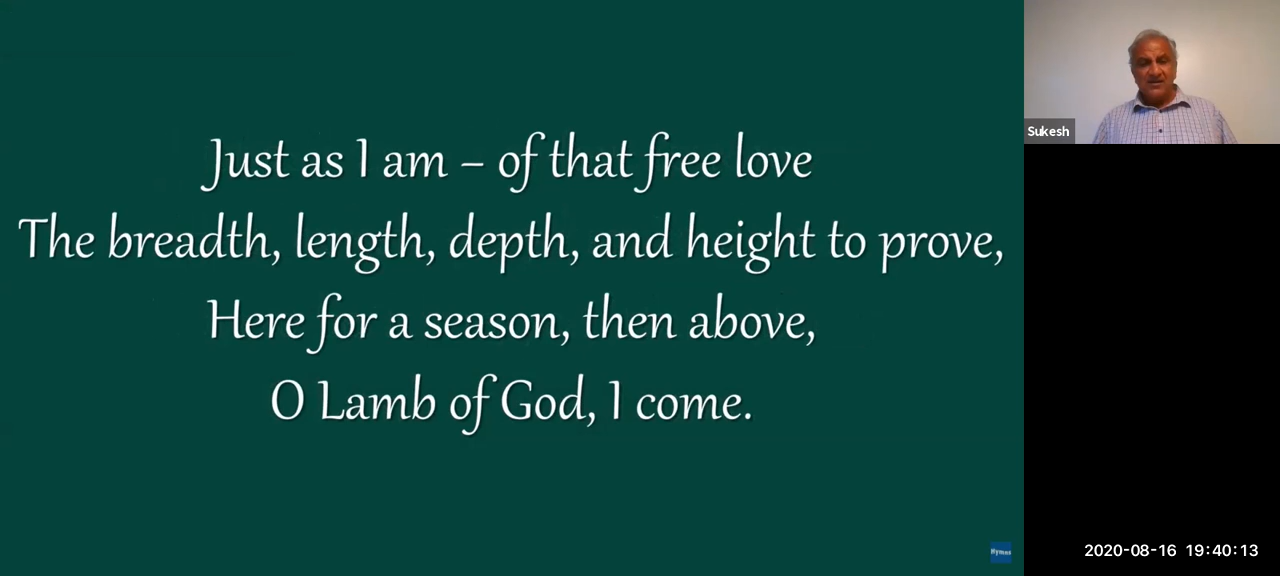 Just as I am – of that free love
The breadth, length, depth, and height to prove,
Here for a season, then above,
O Lamb of God, I come.
Sukesh
Hymns
2020-08-16 19:40:13